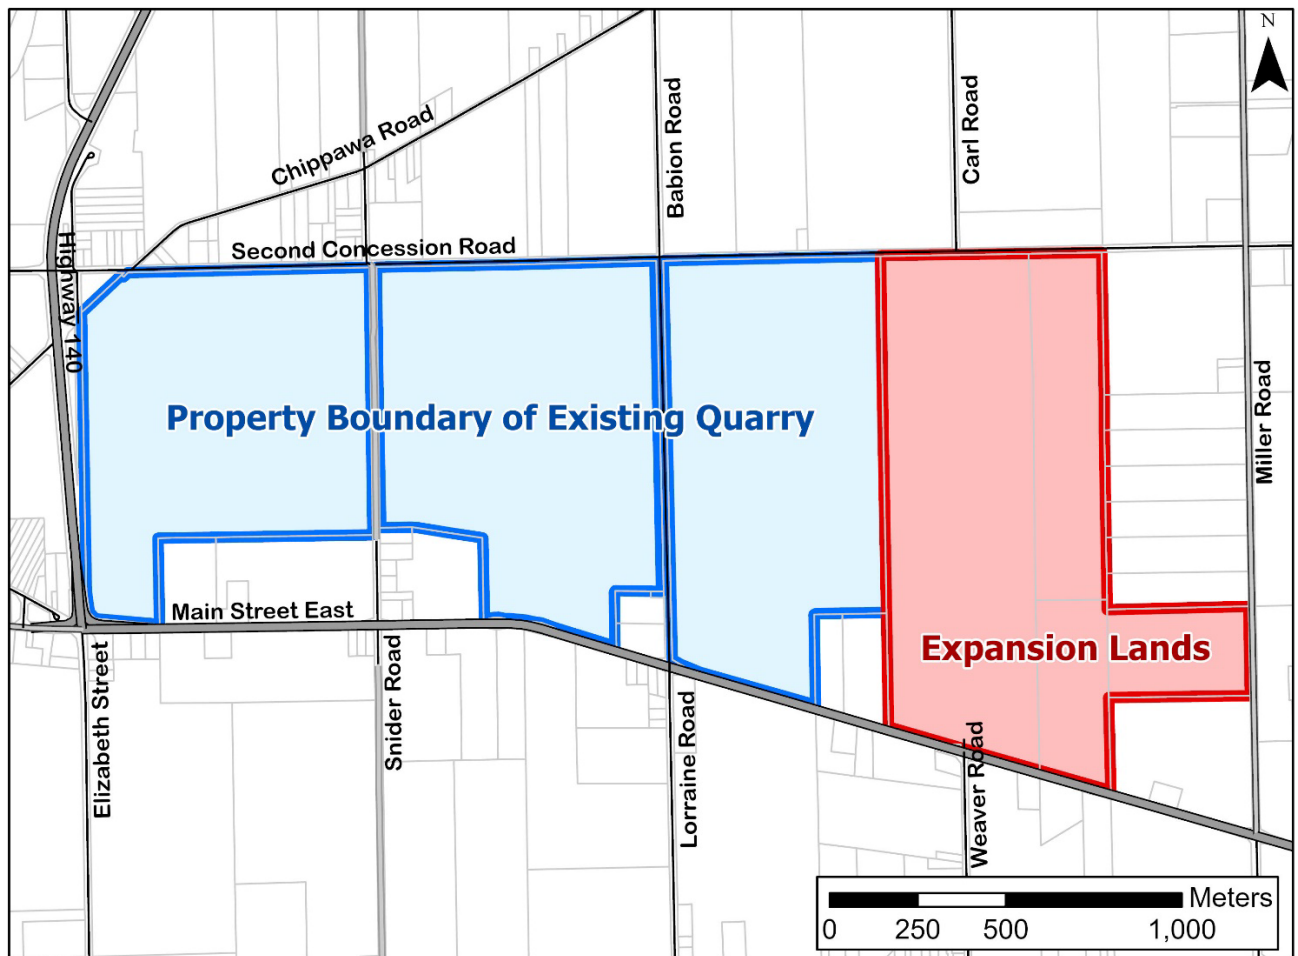 N
Chippawa Road
Babion Road
Carl Road
Second Concession Road
Highway 140
Miller Road
Property Boundary of Existing Quarry
Main Street East
Expansion Lands
Elizabeth Street
Snider Road
Lorraine Road
Weaver Road
Meters
0 250 500 1,000